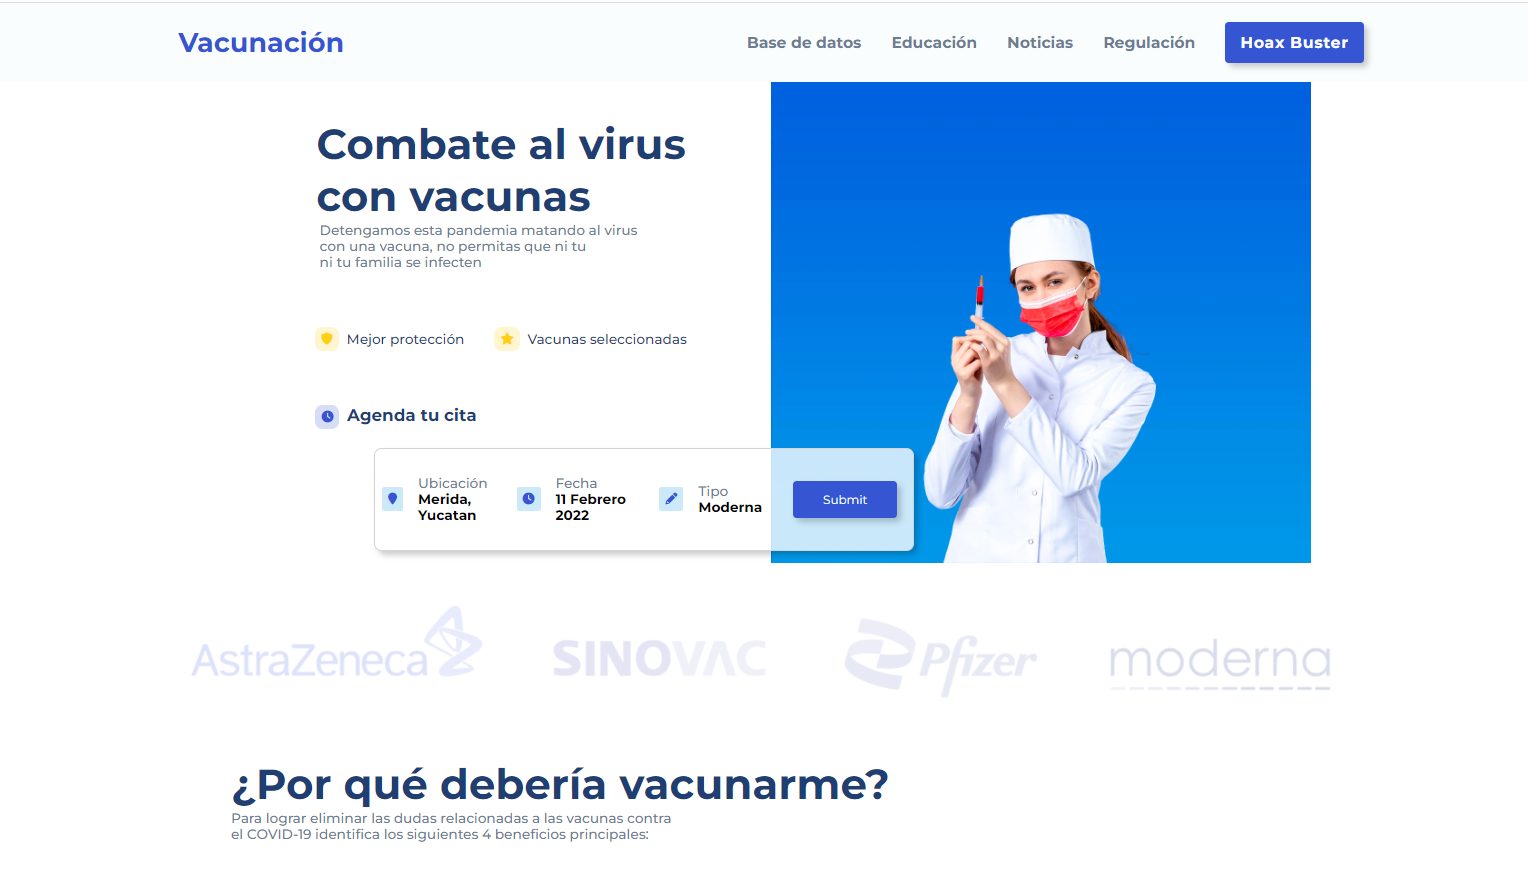 Vacunación
Base de datos
Educación
Noticias
Regulación
Hoax Buster
Combate al virus
con vacunas
Detengamos esta pandemia matando al virus
con una vacuna, no permitas que ni tu
ni tu familia se infecten
Mejor protección
Vacunas seleccionadas
Agenda tu cita
Ubicación
Merida,
Yucatan
Fecha
11 Febrero
2022
Tipo
Moderna
Submit
AstraZeneca
SINOVAC
Pfizer
moderna
¿Por qué debería vacunarme?
Para lograr eliminar las dudas relacionadas a las vacunas contra
el COVID-19 identifica los siguientes 4 beneficios principales: